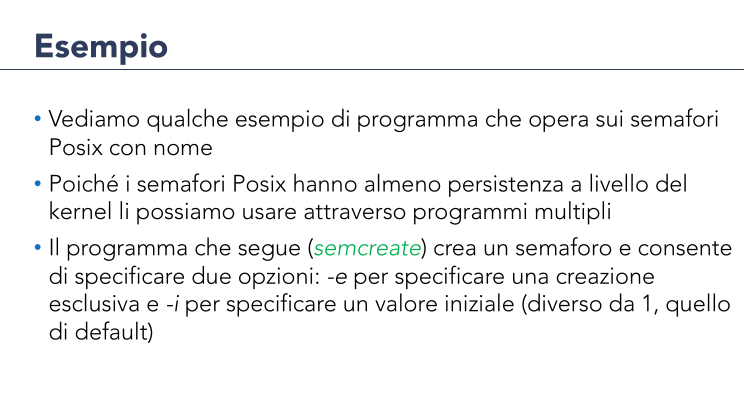 Esempio
• Vediamo qualche esempio di programma che opera sui semafori
Posix con nome
• Poiché i semafori Posix hanno almeno persistenza a livello del
kernel li possiamo usare attraverso programmi multipli
• Il programma che segue (semcreate) crea un semaforo e consente
di specificare due opzioni: -e per specificare una creazione
esclusiva e -i per specificare un valore iniziale (diverso da 1, quello
di default)